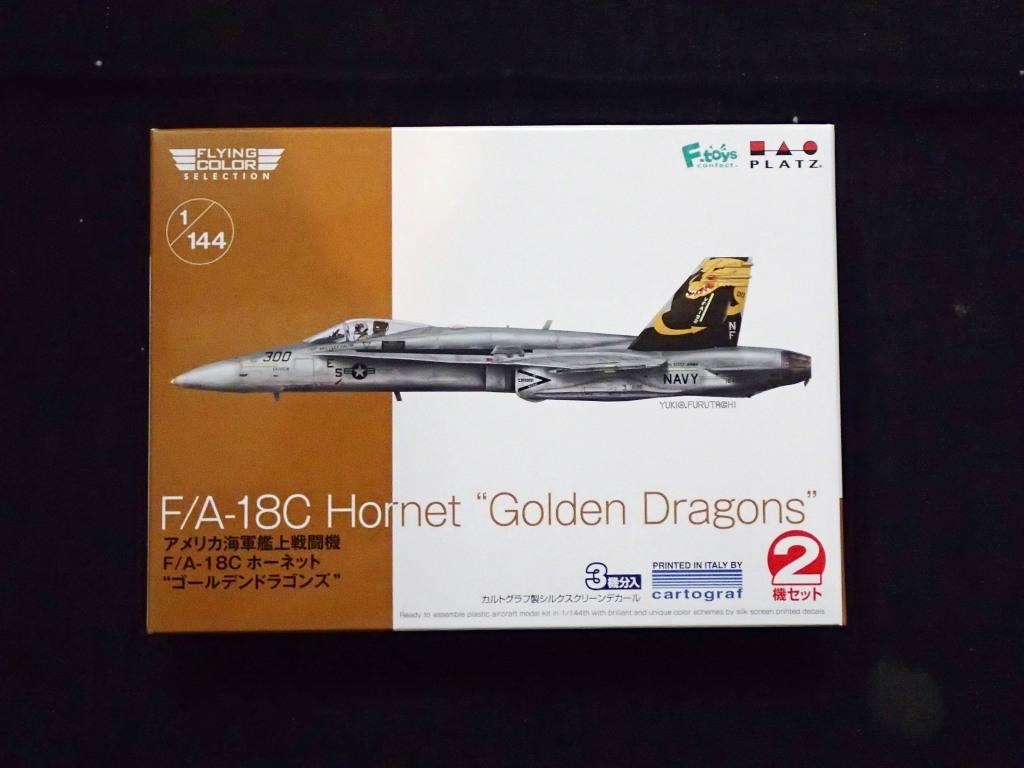 FLYING
COLOR
SELECTION
F-toys
confect.
PLATZ
1/144
300
NF
NAVY
YUKIO.FURUTACHI
F/A-18C Hornet “Golden Dragons”
アメリカ海軍艦上戦闘機
F/A-18C ホーネット
“ゴールデンドラゴンズ”
3機分入
カルトグラフ製シルクスクリーンデカール
PRINTED IN ITALY BY
cartograf
2
機セット
Ready to assemble plastic aircraft model kit in 1/144th with brilliant and unique color schemes by silk screen printed decals